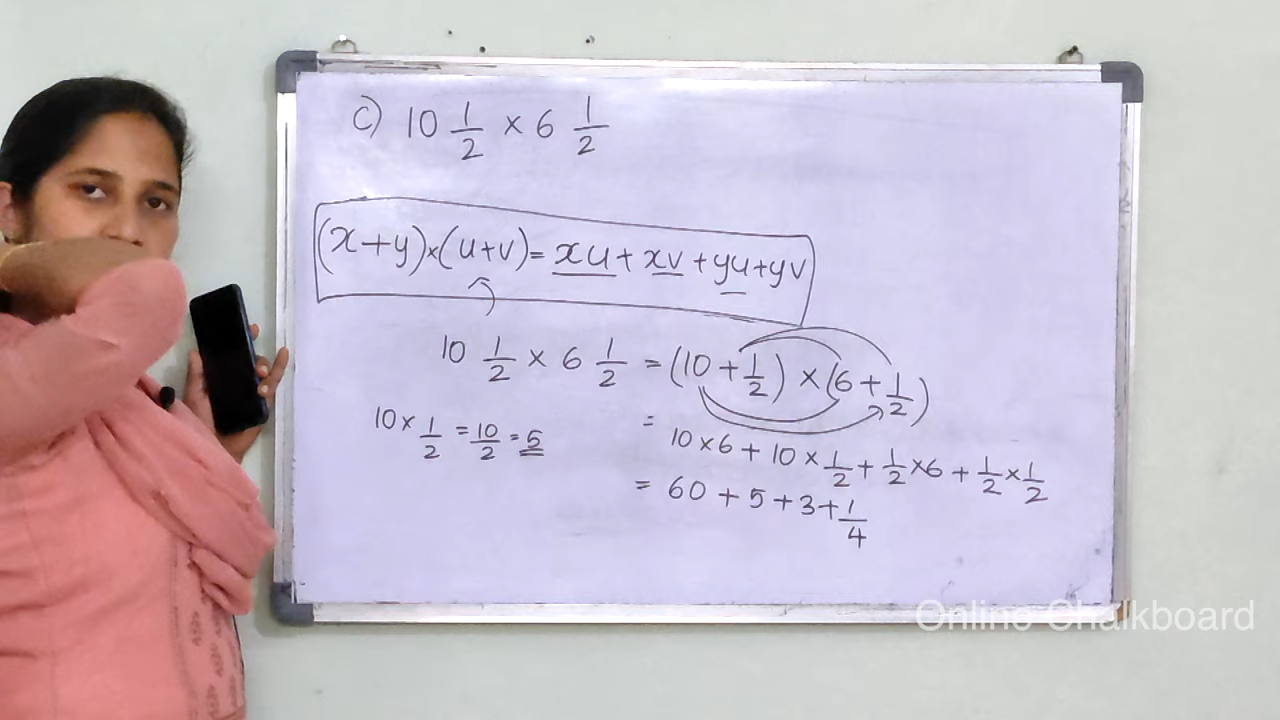 c) 10 1/2 × 6 1/2
(x+y)×(u+v) = xu + xv + yu + yv
10 1/2 × 6 1/2 = (10 + 1/2) × (6 + 1/2)
10 × 1/2 = 10/2 = 5
= 10 × 6 + 10 × 1/2 + 1/2 × 6 + 1/2 × 1/2
= 60 + 5 + 3 + 1/4
Online Chalkboard